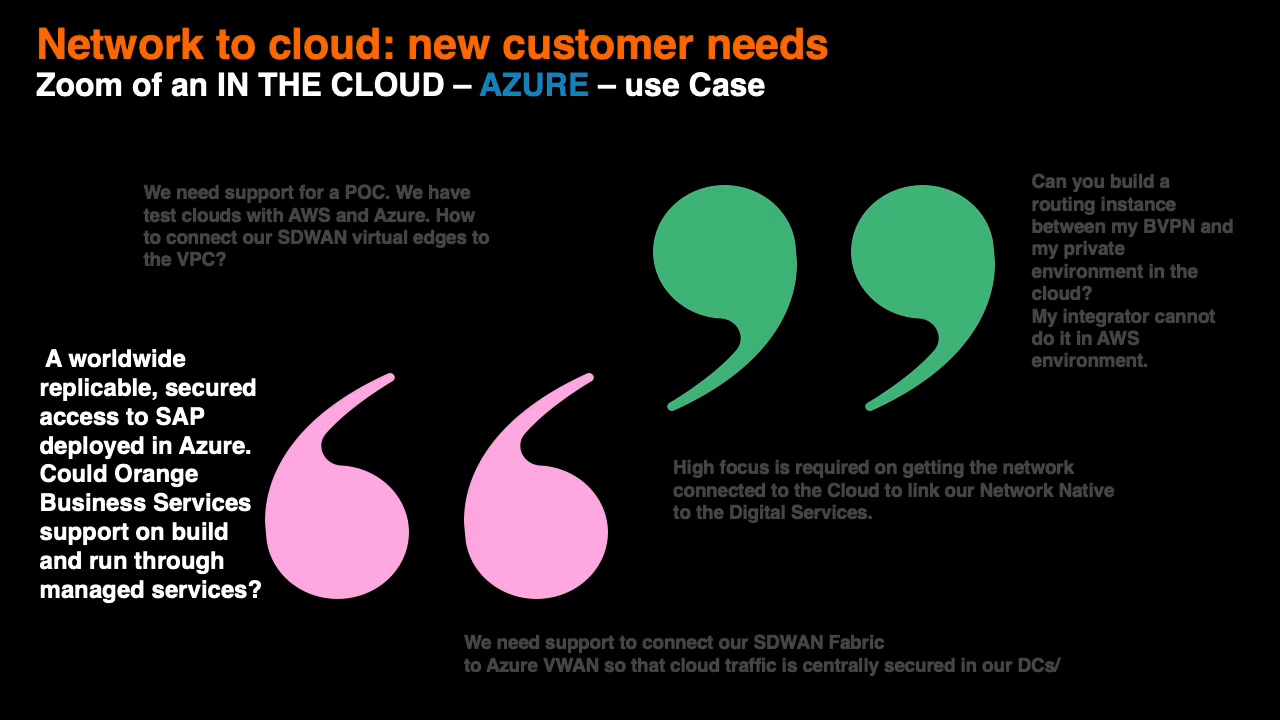 Network to cloud: new customer needs
Zoom of an IN THE CLOUD – AZURE – use Case
We need support for a POC. We have
test clouds with AWS and Azure. How
to connect our SDWAN virtual edges to
the VPC?
Can you build a
routing instance
between my BVPN and
my private
environment in the
cloud?
My integrator cannot
do it in AWS
environment.
A worldwide
replicable, secured
access to SAP
deployed in Azure.
Could Orange
Business Services
support on build
and run through
managed services?
High focus is required on getting the network
connected to the Cloud to link our Network Native
to the Digital Services.
We need support to connect our SDWAN Fabric
to Azure VWAN so that cloud traffic is centrally secured in our DCs/